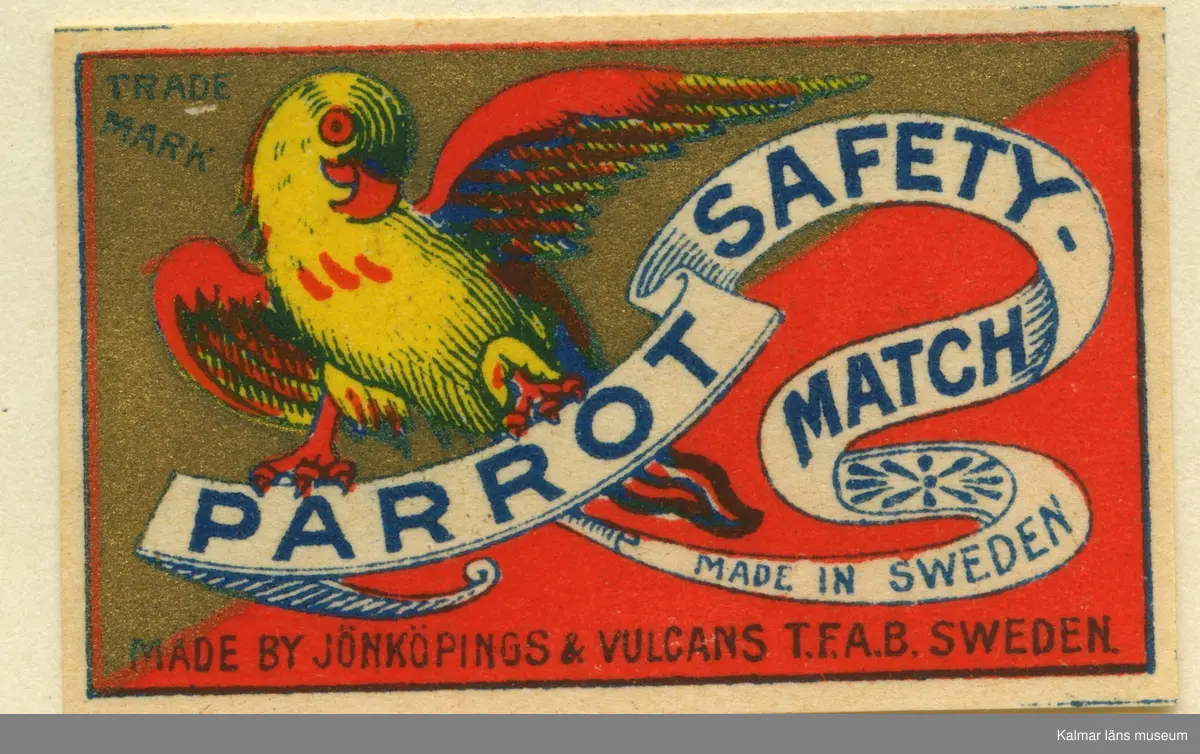 TRADE
MARK
SAFETY-
MATCH
PARROT
MADE IN SWEDEN
MADE BY JÖNKÖPINGS & VULCANS T.F.A.B. SWEDEN.
Kalmar läns museum